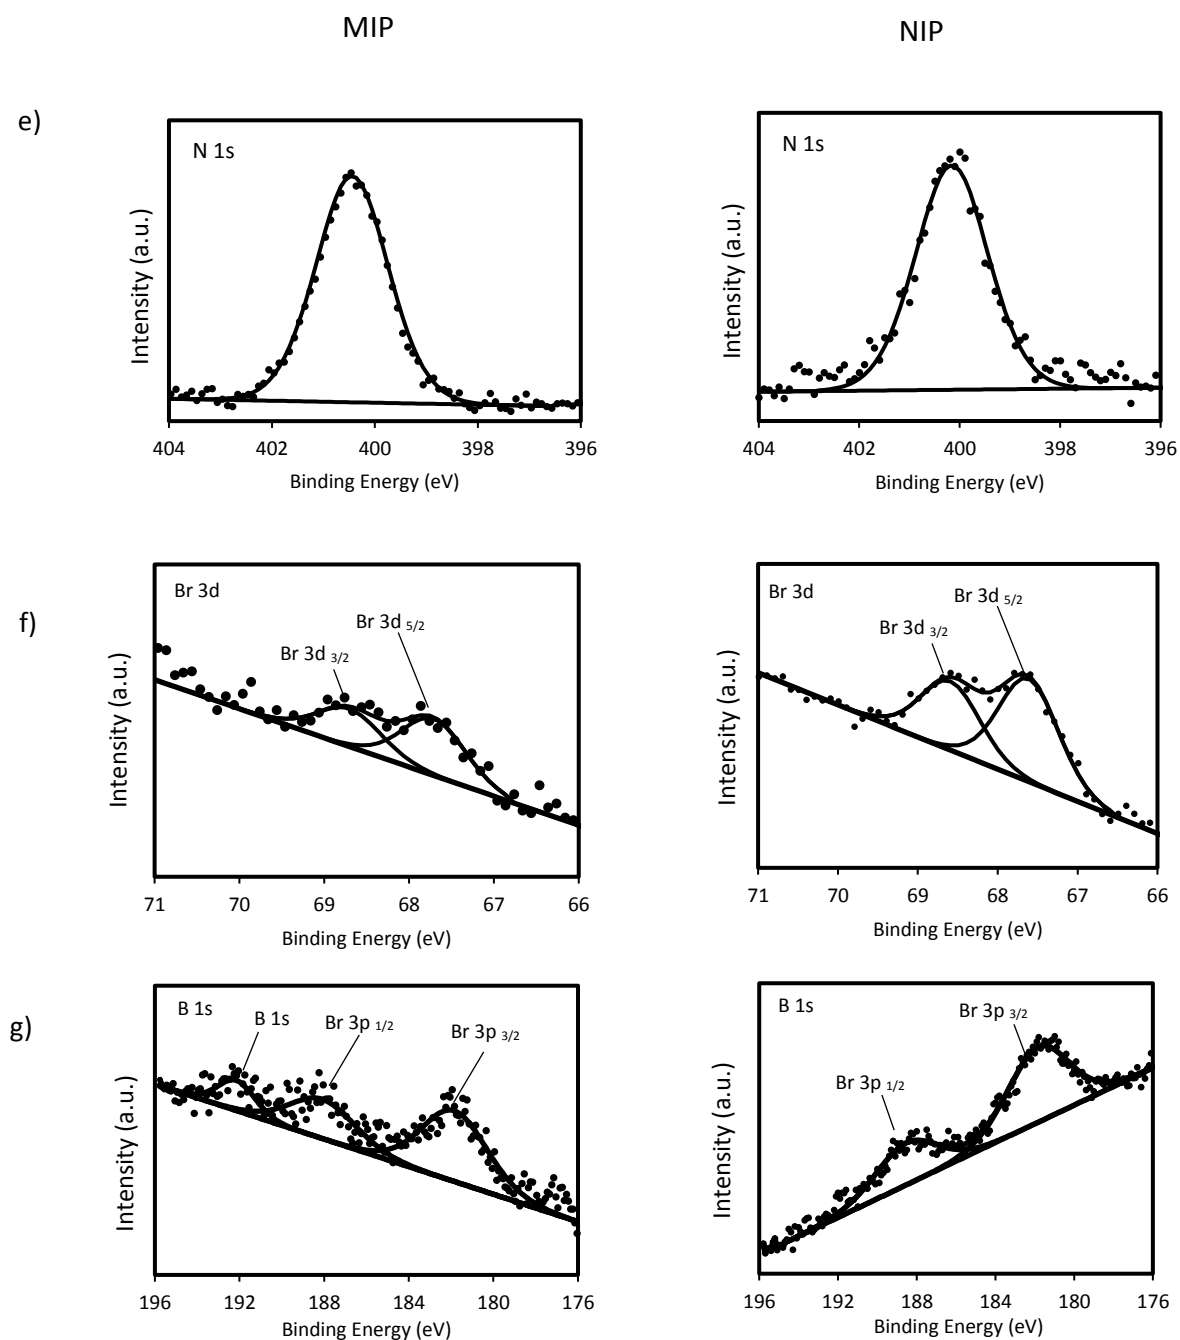 MIP
NIP
e)
N 1s
Intensity (a.u.)
404 402 400 398 396
Binding Energy (eV)
N 1s
Intensity (a.u.)
404 402 400 398 396
Binding Energy (eV)
f)
Br 3d
Br 3d 5/2
Br 3d 3/2
Intensity (a.u.)
71 70 69 68 67 66
Binding Energy (eV)
Br 3d
Br 3d 5/2
Br 3d 3/2
Intensity (a.u.)
71 70 69 68 67 66
Binding Energy (eV)
g)
B 1s
B 1s
Br 3p 1/2
Br 3p 3/2
Intensity (a.u.)
196 192 188 184 180 176
Binding Energy (eV)
B 1s
Br 3p 3/2
Br 3p 1/2
Intensity (a.u.)
196 192 188 184 180 176
Binding Energy (eV)